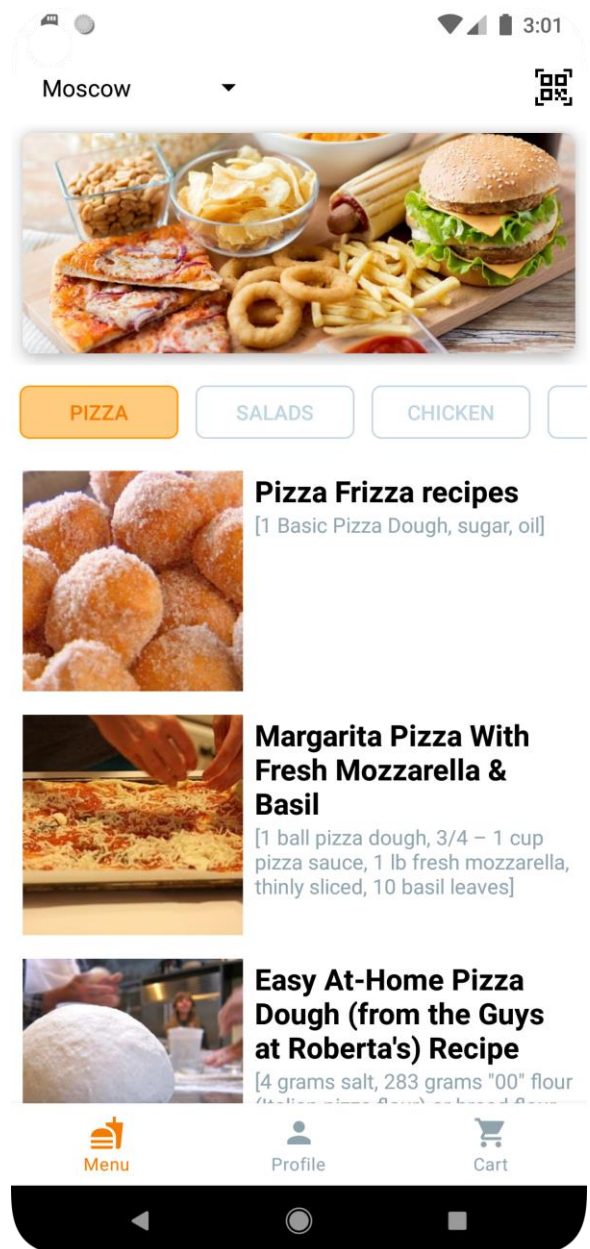 3:01
Moscow
PIZZA
SALADS
CHICKEN
Pizza Frizza recipes
[1 Basic Pizza Dough, sugar, oil]
Margarita Pizza With
Fresh Mozzarella &
Basil
[1 ball pizza dough, 3/4 – 1 cup
pizza sauce, 1 lb fresh mozzarella,
thinly sliced, 10 basil leaves]
Easy At-Home Pizza
Dough (from the Guys
at Roberta's) Recipe
[4 grams salt, 283 grams "00" flour
Menu
Profile
Cart